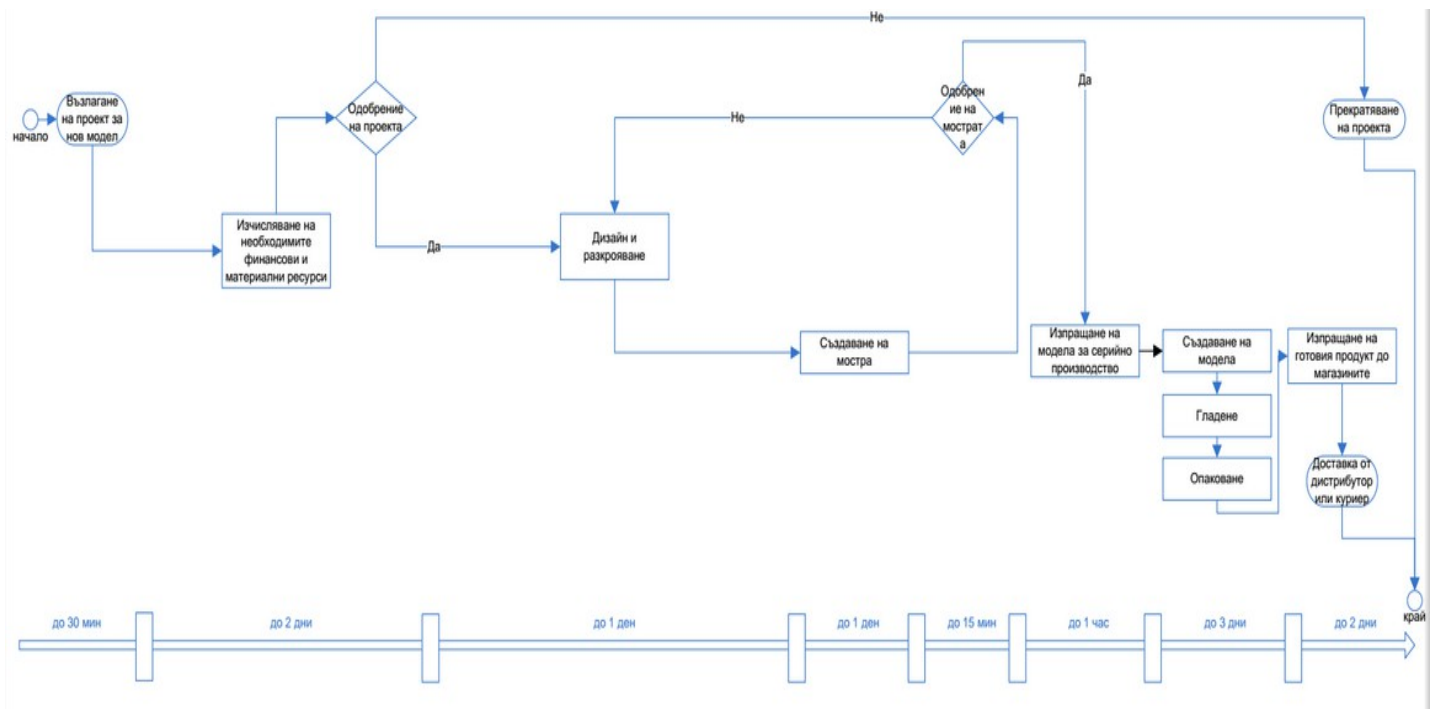 Не
Възлагане
на проект за
нов модел
начало
Одобрение
на проекта
Не
Одобрен
ие на
мострат
а
Да
Прекратяване
на проекта
Изчисляване на
необходимите
финансови и
материални ресурси
Да
Дизайн и
разкрояване
Създаване на
мостра
Изпращане на
модела за серийно
производство
Създаване на
модела
Гладене
Опаковане
Изпращане на
готовия продукт до
магазините
Доставка от
дистрибутор
или куриер
край
до 30 мин
до 2 дни
до 1 ден
до 1 ден
до 15 мин
до 1 час
до 3 дни
до 2 дни